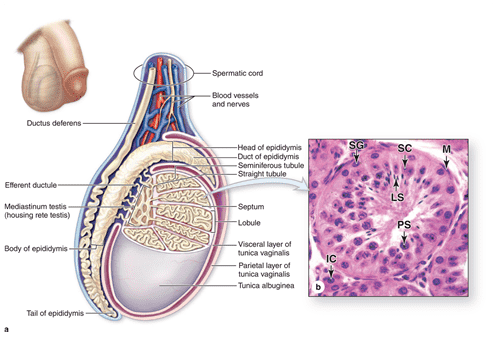 Spermatic cord
Blood vessels
and nerves
Ductus deferens
Head of epididymis
Duct of epididymis
Seminiferous tubule
Straight tubule
Efferent ductule
Mediastinum testis
(housing rete testis)
Septum
Lobule
Body of epididymis
Visceral layer of
tunica vaginalis
Parietal layer of
tunica vaginalis
Tunica albuginea
Tail of epididymis
a
SG
SC
M
LS
PS
IC
b